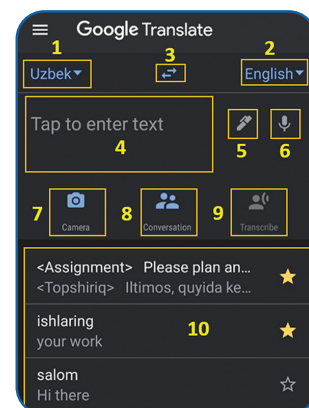 Google Translate
1
2
3
Uzbek
English
Tap to enter text
4
5
6
7
8
9
Camera
Conversation
Transcribe
<Assignment> Please plan an...
<Topshiriq> Iltimos, quyida ke...
ishlaring
10
your work
salom
Hi there